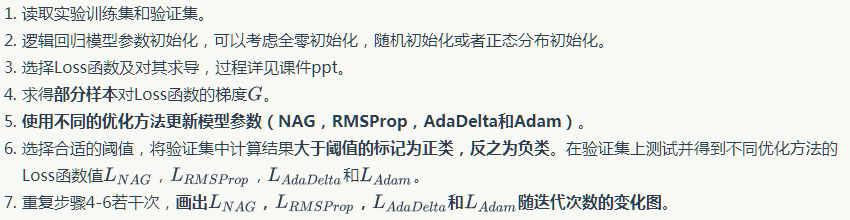 1. 读取实验训练集和验证集。
2. 逻辑回归模型参数初始化，可以考虑全零初始化，随机初始化或者正态分布初始化。
3. 选择Loss函数及对其求导，过程详见课件ppt。
4. 求得部分样本对Loss函数的梯度G。
5. 使用不同的优化方法更新模型参数（NAG，RMSProp，AdaDelta和Adam）。
6. 选择合适的阈值，将验证集中计算结果大于阈值的标记为正类，反之为负类。在验证集上测试并得到不同优化方法的
Loss函数值L_{NAG}，L_{RMSProp}，L_{AdaDelta}和L_{Adam}。
7. 重复步骤4-6若干次，画出L_{NAG}，L_{RMSProp}，L_{AdaDelta}和L_{Adam}随迭代次数的变化图。